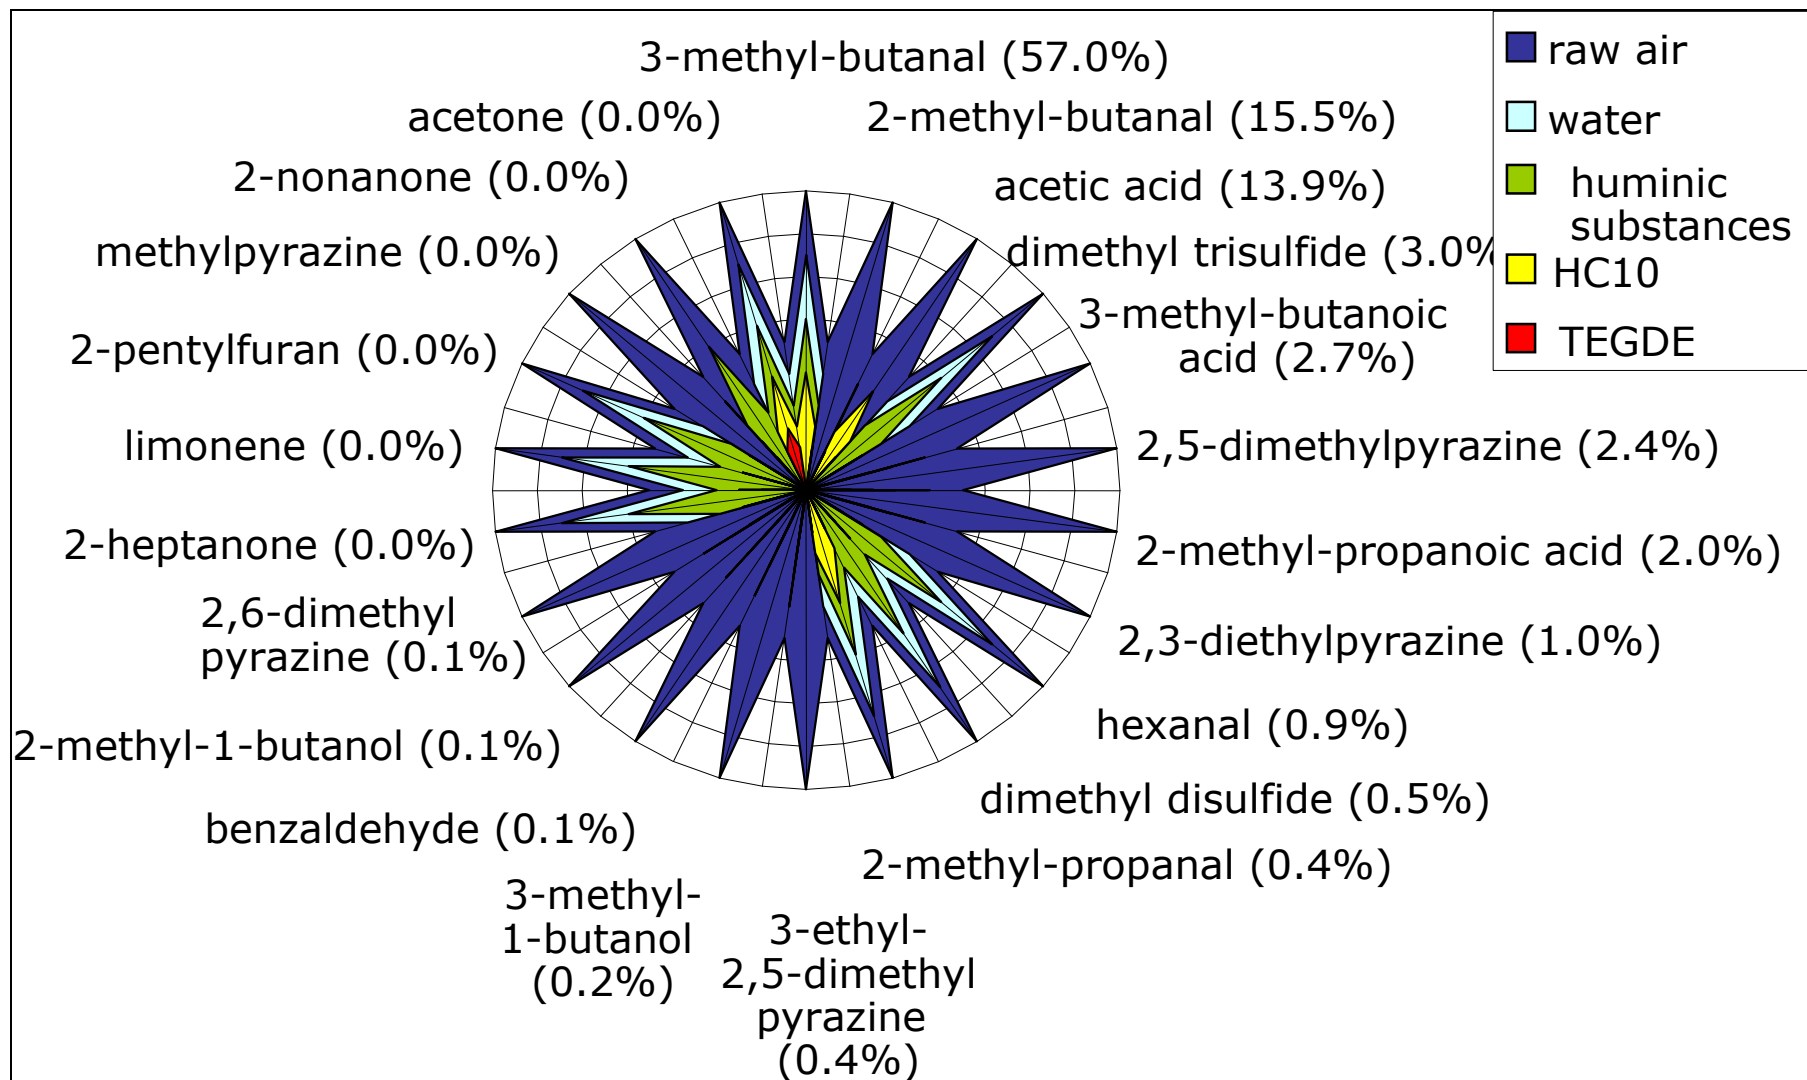 3-methyl-butanal (57.0%)
2-methyl-butanal (15.5%)
acetic acid (13.9%)
dimethyl trisulfide (3.0%
3-methyl-butanoic
acid (2.7%)
2,5-dimethylpyrazine (2.4%)
2-methyl-propanoic acid (2.0%)
2,3-diethylpyrazine (1.0%)
hexanal (0.9%)
dimethyl disulfide (0.5%)
2-methyl-propanal (0.4%)
3-ethyl-
2,5-dimethyl
pyrazine
(0.4%)
3-methyl-
1-butanol
(0.2%)
benzaldehyde (0.1%)
2-methyl-1-butanol (0.1%)
2,6-dimethyl
pyrazine (0.1%)
2-heptanone (0.0%)
limonene (0.0%)
2-pentylfuran (0.0%)
methylpyrazine (0.0%)
2-nonanone (0.0%)
acetone (0.0%)
raw air
water
huminic
substances
HC10
TEGDE